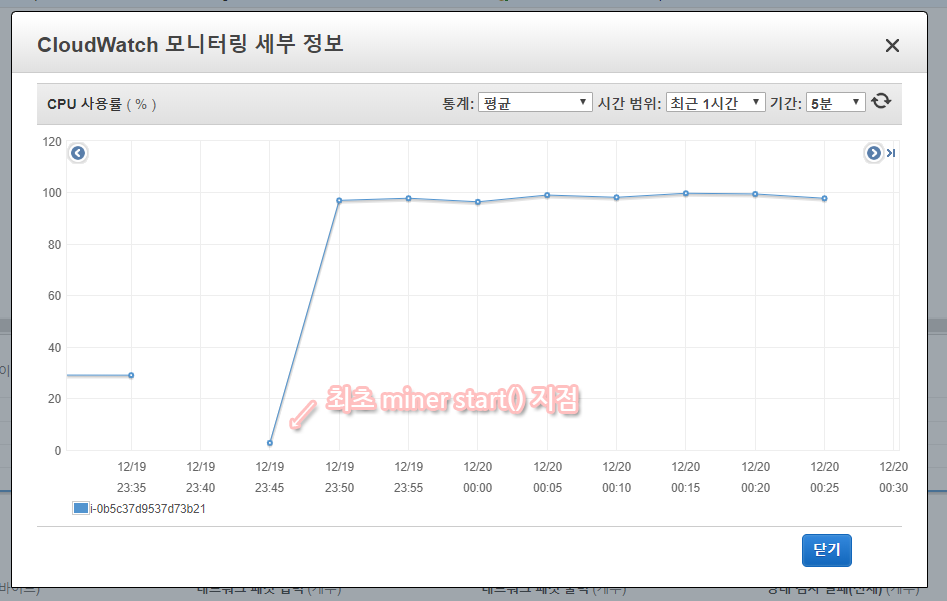 CloudWatch 모니터링 세부 정보
CPU 사용률 ( % )
통계: 평균 시간 범위: 최근 1시간 기간: 5분
120
100
80
60
40
20
0
최초 miner start() 지점
12/19 12/19 12/19 12/19 12/19 12/20 12/20 12/20 12/20 12/20 12/20 12/20
23:35 23:40 23:45 23:50 23:55 00:00 00:05 00:10 00:15 00:20 00:25 00:30
i-0b5c37d9537d73b21
닫기